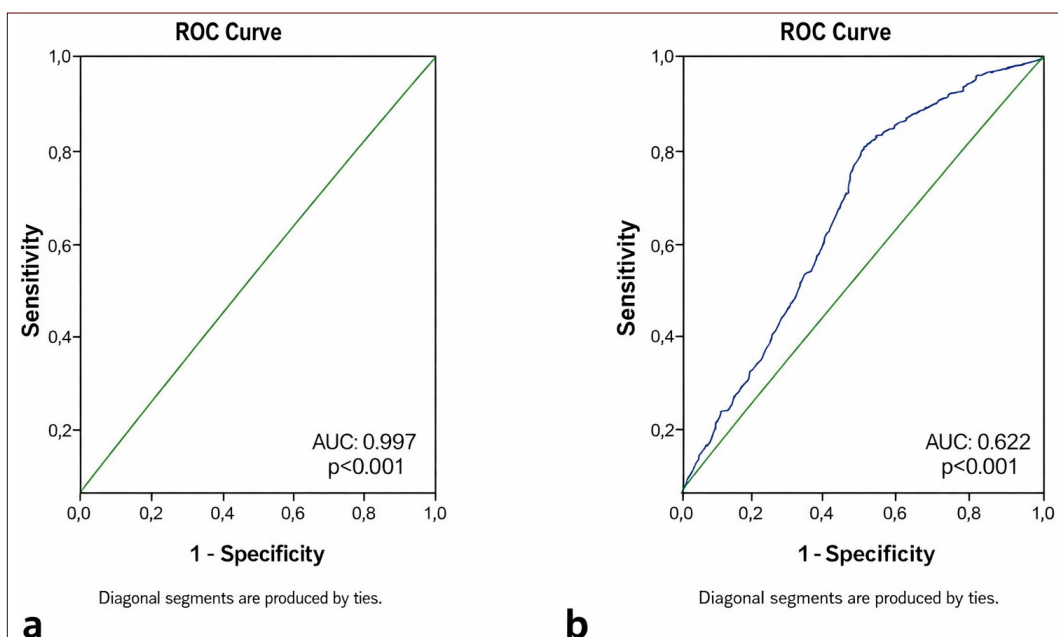 ROC Curve
1,0
0,8
0,6
0,4
0,2
Sensitivity
AUC: 0.997
p<0.001
0,0 0,2 0,4 0,6 0,8 1,0
1 - Specificity
Diagonal segments are produced by ties.
a
ROC Curve
1,0
0,8
0,6
0,4
0,2
Sensitivity
AUC: 0.622
p<0.001
0,0 0,2 0,4 0,6 0,8 1,0
1 - Specificity
Diagonal segments are produced by ties.
b